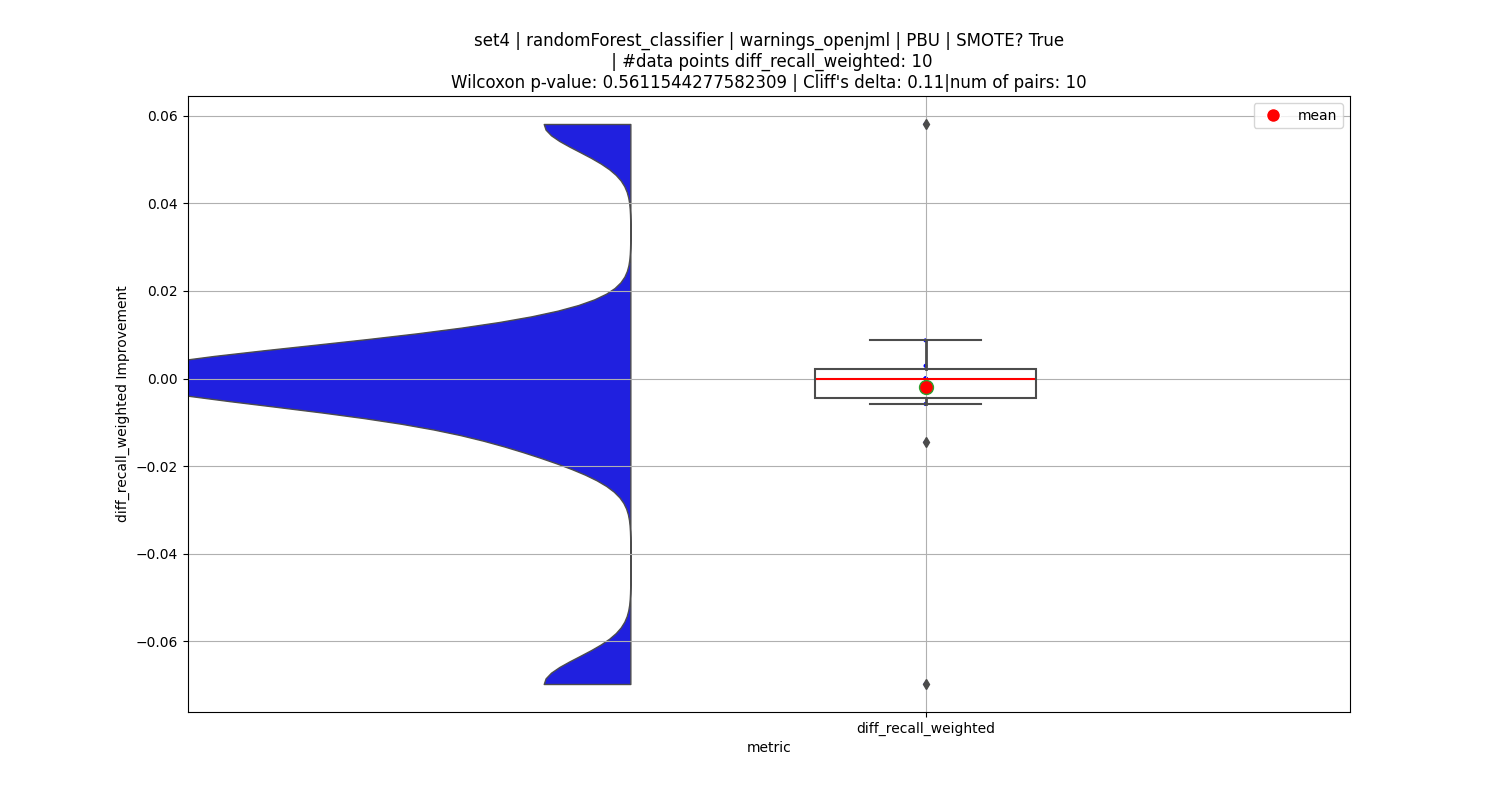 set4 | randomForest_classifier | warnings_openjml | PBU | SMOTE? True
| #data points diff_recall_weighted: 10
Wilcoxon p-value: 0.5611544277582309 | Cliff's delta: 0.11|num of pairs: 10
mean
0.06
0.04
0.02
0.00
−0.02
−0.04
−0.06
diff_recall_weighted Improvement
diff_recall_weighted
metric